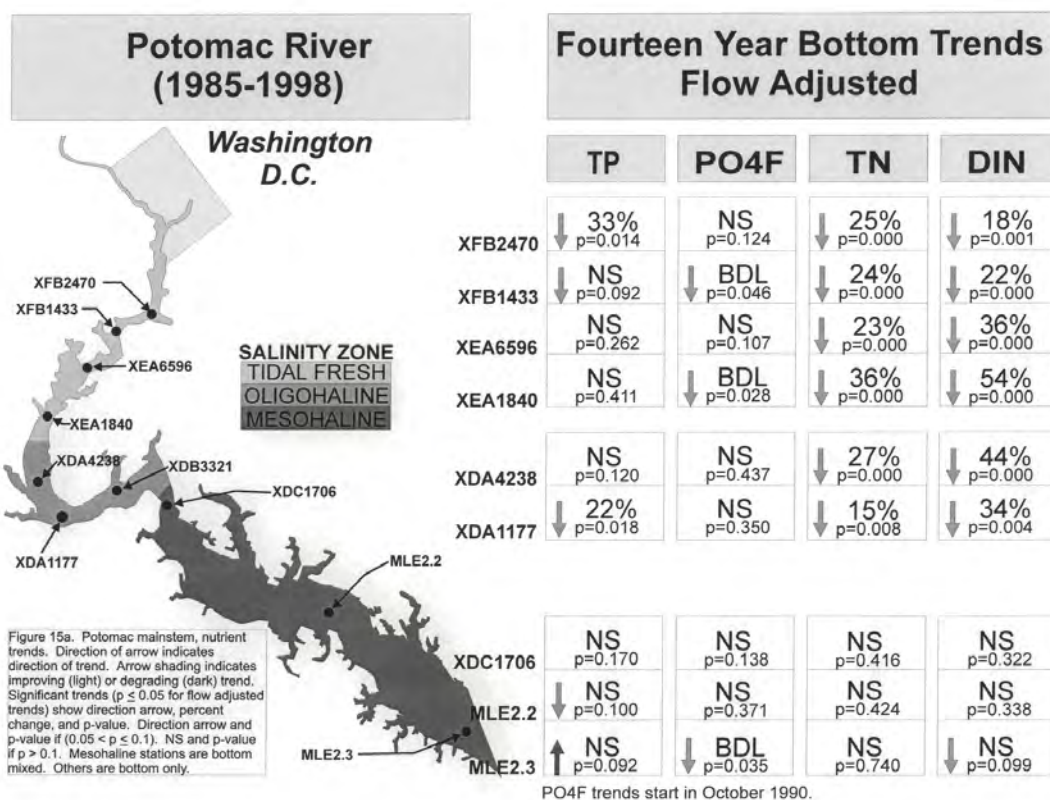 Potomac River
(1985-1998)
Fourteen Year Bottom Trends
Flow Adjusted
Washington
D.C.
XFB2470
XFB1433
XEA6596
XEA1840
XDA4238
XDB3321
XDC1706
XDA1177
MLE2.2
MLE2.3
SALINITY ZONE
TIDAL FRESH
OLIGOHALINE
MESOHALINE
Figure 15a. Potomac mainstem, nutrient
trends. Direction of arrow indicates
direction of trend. Arrow shading indicates
improving (light) or degrading (dark) trend.
Significant trends (p ≤ 0.05 for flow adjusted
trends) show direction arrow, percent
change, and p-value. Direction arrow and
p-value if (0.05 < p ≤ 0.1). NS and p-value
if p > 0.1. Mesohaline stations are bottom
mixed. Others are bottom only.
TP PO4F TN DIN
33% NS 25% 18%
XFB2470 p=0.014 p=0.124 p=0.000 p=0.001
NS BDL 24% 22%
XFB1433 p=0.092 p=0.046 p=0.000 p=0.000
NS NS 23% 36%
XEA6596 p=0.262 p=0.107 p=0.000 p=0.000
NS BDL 36% 54%
XEA1840 p=0.411 p=0.028 p=0.000 p=0.000
NS NS 27% 44%
XDA4238 p=0.120 p=0.437 p=0.000 p=0.000
22% NS 15% 34%
XDA1177 p=0.018 p=0.350 p=0.008 p=0.004
NS NS NS NS
XDC1706 p=0.170 p=0.138 p=0.416 p=0.322
NS NS NS NS
MLE2.2 p=0.100 p=0.371 p=0.424 p=0.338
NS BDL NS NS
MLE2.3 p=0.092 p=0.035 p=0.740 p=0.099
PO4F trends start in October 1990.